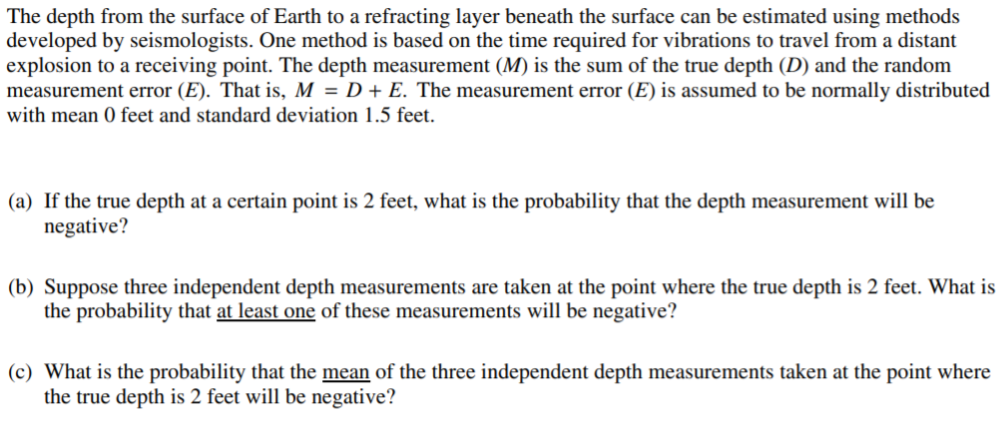 The depth from the surface of Earth to a refracting layer beneath the surface can be estimated using methods
developed by seismologists. One method is based on the time required for vibrations to travel from a distant
explosion to a receiving point. The depth measurement (M) is the sum of the true depth (D) and the random
measurement error (E). That is, M = D + E. The measurement error (E) is assumed to be normally distributed
with mean 0 feet and standard deviation 1.5 feet.
(a) If the true depth at a certain point is 2 feet, what is the probability that the depth measurement will be
negative?
(b) Suppose three independent depth measurements are taken at the point where the true depth is 2 feet. What is
the probability that at least one of these measurements will be negative?
(c) What is the probability that the mean of the three independent depth measurements taken at the point where
the true depth is 2 feet will be negative?